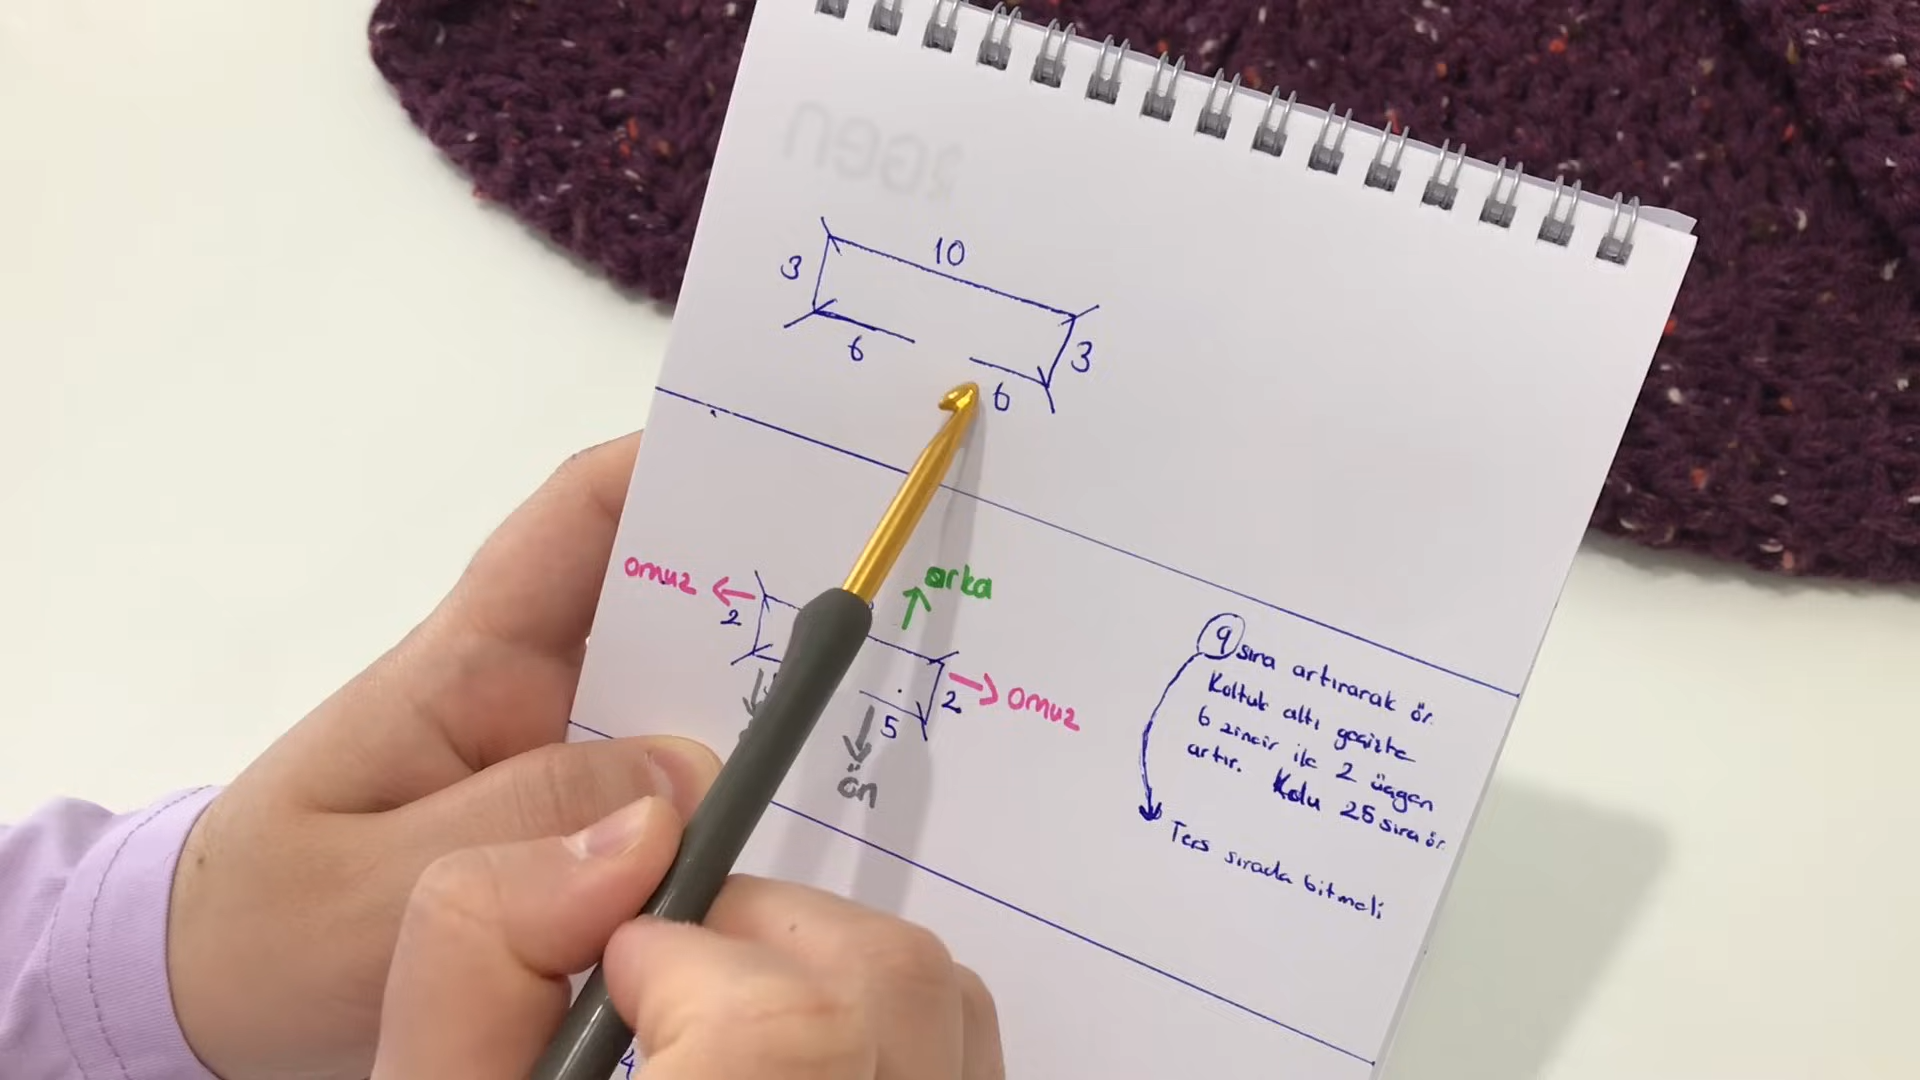 10
3
3
6
6
arka
omuz
2
2
omuz
5
ön
9 sıra artırarak ör.
Koltuk altı geçişte
6 zincir ile 2 üçgen
artır. Kolu 25 sıra ör.
Ters sırada bitmeli
4